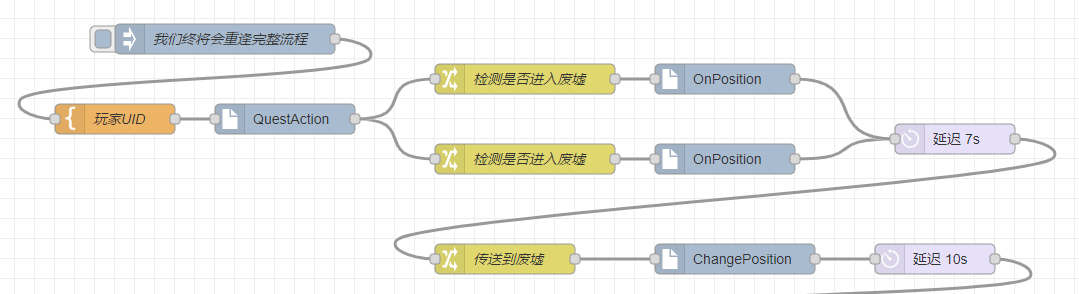 我们终将会重逢完整流程
检测是否进入废墟
OnPosition
玩家UID
QuestAction
延迟 7s
检测是否进入废墟
OnPosition
传送到废墟
ChangePosition
延迟 10s